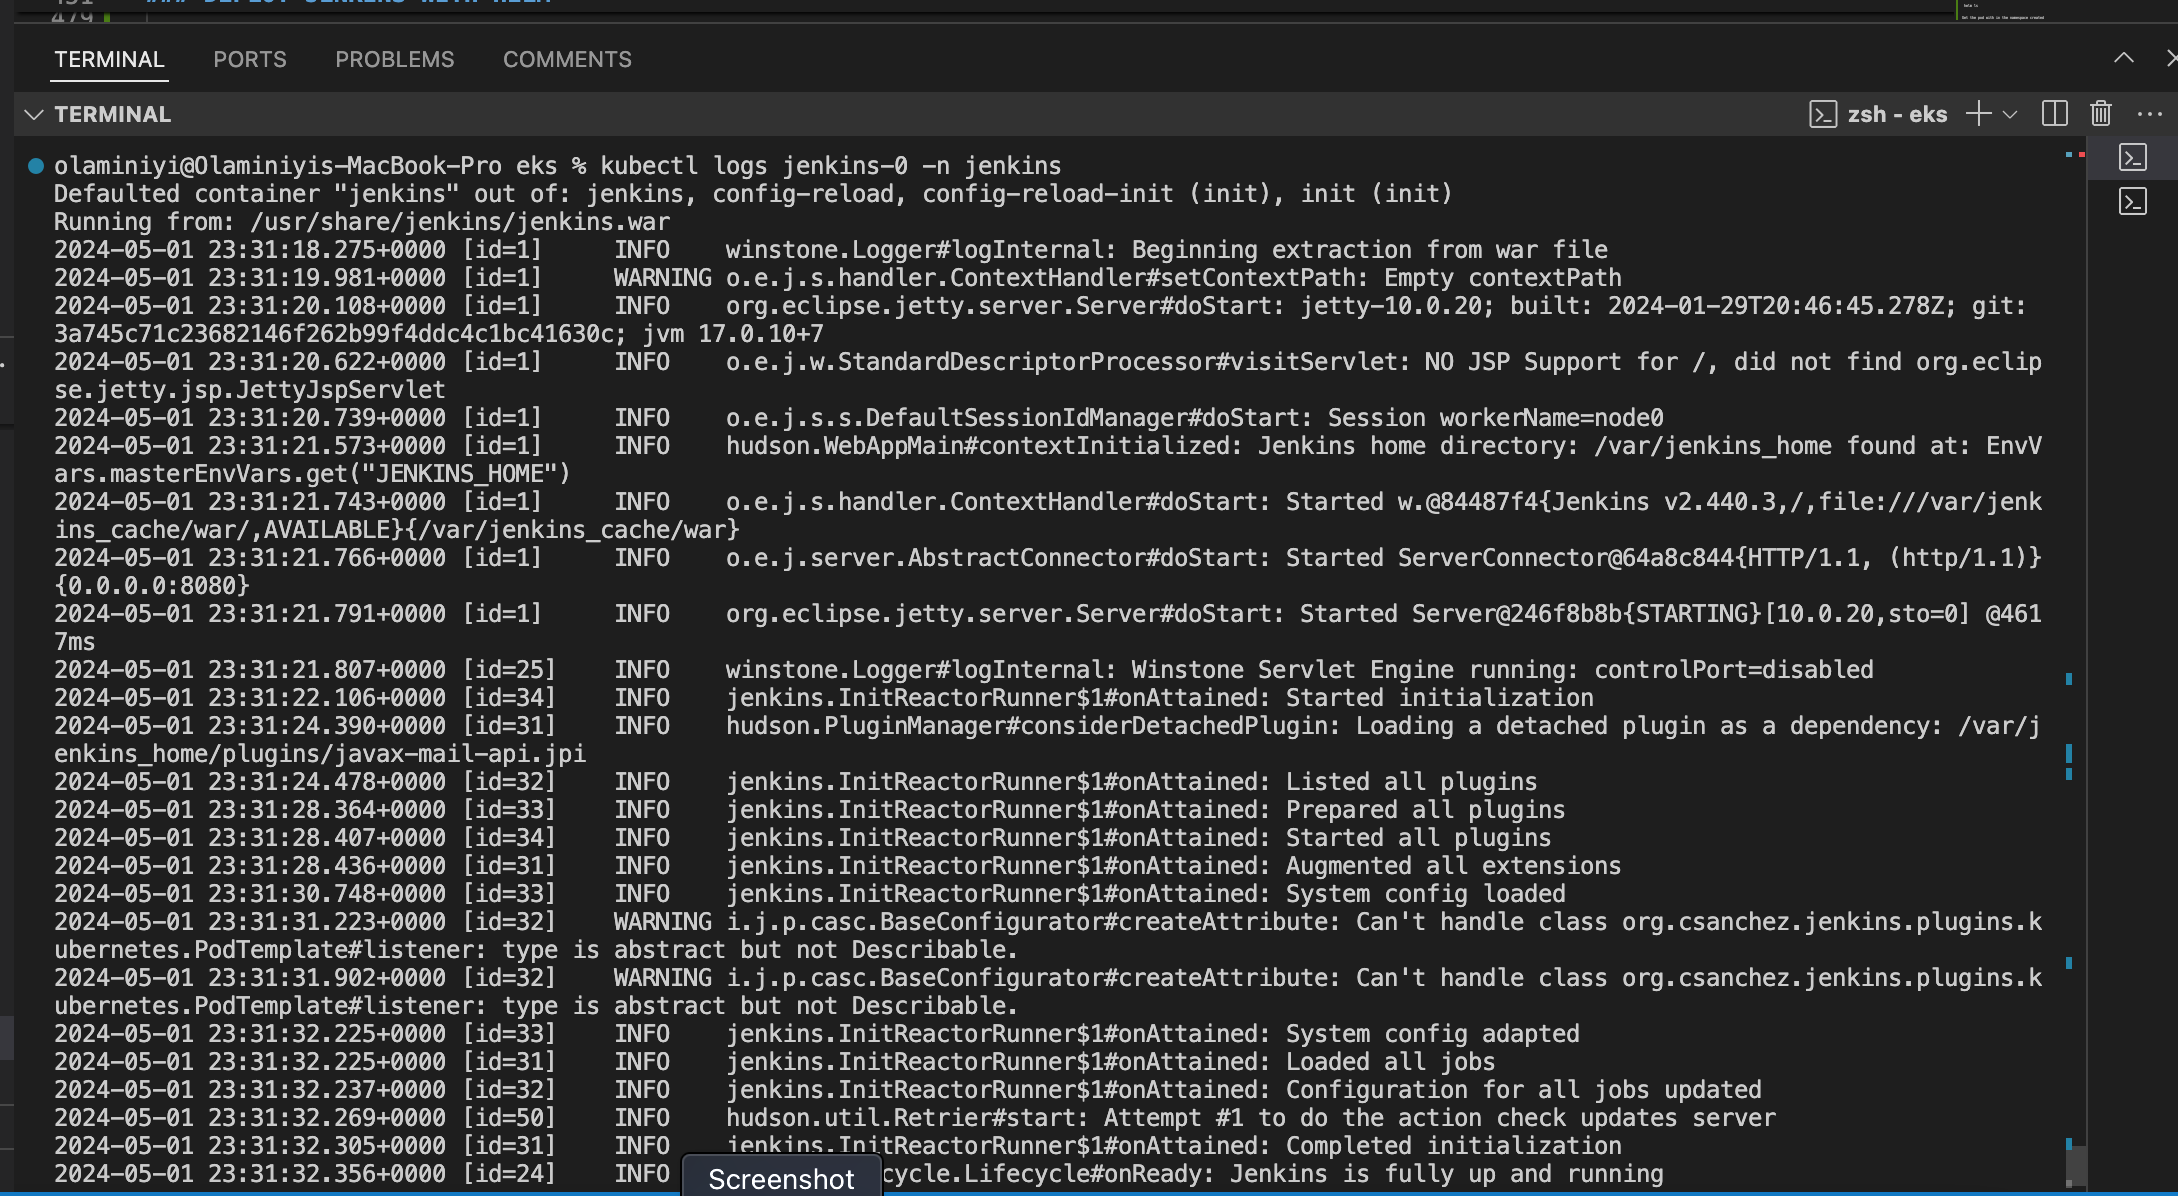 479
TERMINAL PORTS PROBLEMS COMMENTS
TERMINAL zsh - eks
olaminiyi@Olaminiyis-MacBook-Pro eks % kubectl logs jenkins-0 -n jenkins
Defaulted container "jenkins" out of: jenkins, config-reload, config-reload-init (init), init (init)
Running from: /usr/share/jenkins/jenkins.war
2024-05-01 23:31:18.275+0000 [id=1] INFO winstone.Logger#logInternal: Beginning extraction from war file
2024-05-01 23:31:19.981+0000 [id=1] WARNING o.e.j.s.handler.ContextHandler#setContextPath: Empty contextPath
2024-05-01 23:31:20.108+0000 [id=1] INFO org.eclipse.jetty.server.Server#doStart: jetty-10.0.20; built: 2024-01-29T20:46:45.278Z; git:
3a745c71c23682146f262b99f4ddc4c1bc41630c; jvm 17.0.10+7
2024-05-01 23:31:20.622+0000 [id=1] INFO o.e.j.w.StandardDescriptorProcessor#visitServlet: NO JSP Support for /, did not find org.eclip
se.jetty.jsp.JettyJspServlet
2024-05-01 23:31:20.739+0000 [id=1] INFO o.e.j.s.s.DefaultSessionIdManager#doStart: Session workerName=node0
2024-05-01 23:31:21.573+0000 [id=1] INFO hudson.WebAppMain#contextInitialized: Jenkins home directory: /var/jenkins_home found at: EnvV
ars.masterEnvVars.get("JENKINS_HOME")
2024-05-01 23:31:21.743+0000 [id=1] INFO o.e.j.s.handler.ContextHandler#doStart: Started w.@84487f4{Jenkins v2.440.3,/,file:///var/jenk
ins_cache/war/,AVAILABLE}{/var/jenkins_cache/war}
2024-05-01 23:31:21.766+0000 [id=1] INFO o.e.j.server.AbstractConnector#doStart: Started ServerConnector@64a8c844{HTTP/1.1, (http/1.1)}
{0.0.0.0:8080}
2024-05-01 23:31:21.791+0000 [id=1] INFO org.eclipse.jetty.server.Server#doStart: Started Server@246f8b8b{STARTING}[10.0.20,sto=0] @461
7ms
2024-05-01 23:31:21.807+0000 [id=25] INFO winstone.Logger#logInternal: Winstone Servlet Engine running: controlPort=disabled
2024-05-01 23:31:22.106+0000 [id=34] INFO jenkins.InitReactorRunner$1#onAttained: Started initialization
2024-05-01 23:31:24.390+0000 [id=31] INFO hudson.PluginManager#considerDetachedPlugin: Loading a detached plugin as a dependency: /var/j
enkins_home/plugins/javax-mail-api.jpi
2024-05-01 23:31:24.478+0000 [id=32] INFO jenkins.InitReactorRunner$1#onAttained: Listed all plugins
2024-05-01 23:31:28.364+0000 [id=33] INFO jenkins.InitReactorRunner$1#onAttained: Prepared all plugins
2024-05-01 23:31:28.407+0000 [id=34] INFO jenkins.InitReactorRunner$1#onAttained: Started all plugins
2024-05-01 23:31:28.436+0000 [id=31] INFO jenkins.InitReactorRunner$1#onAttained: Augmented all extensions
2024-05-01 23:31:30.748+0000 [id=33] INFO jenkins.InitReactorRunner$1#onAttained: System config loaded
2024-05-01 23:31:31.223+0000 [id=32] WARNING i.j.p.casc.BaseConfigurator#createAttribute: Can't handle class org.csanchez.jenkins.plugins.k
ubernetes.PodTemplate#listener: type is abstract but not Describable.
2024-05-01 23:31:31.902+0000 [id=32] WARNING i.j.p.casc.BaseConfigurator#createAttribute: Can't handle class org.csanchez.jenkins.plugins.k
ubernetes.PodTemplate#listener: type is abstract but not Describable.
2024-05-01 23:31:32.225+0000 [id=33] INFO jenkins.InitReactorRunner$1#onAttained: System config adapted
2024-05-01 23:31:32.225+0000 [id=31] INFO jenkins.InitReactorRunner$1#onAttained: Loaded all jobs
2024-05-01 23:31:32.237+0000 [id=32] INFO jenkins.InitReactorRunner$1#onAttained: Configuration for all jobs updated
2024-05-01 23:31:32.269+0000 [id=50] INFO hudson.util.Retrier#start: Attempt #1 to do the action check updates server
2024-05-01 23:31:32.305+0000 [id=31] INFO jenkins.InitReactorRunner$1#onAttained: Completed initialization
2024-05-01 23:31:32.356+0000 [id=24] INFO cycle.Lifecycle#onReady: Jenkins is fully up and running
Screenshot